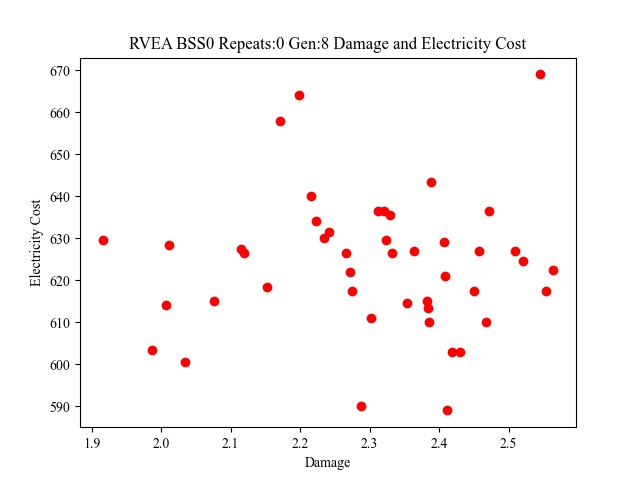 RVEA BSS0 Repeats:0 Gen:8 Damage and Electricity Cost
670
660
650
640
630
620
610
600
590
Electricity Cost
1.9 2.0 2.1 2.2 2.3 2.4 2.5
Damage